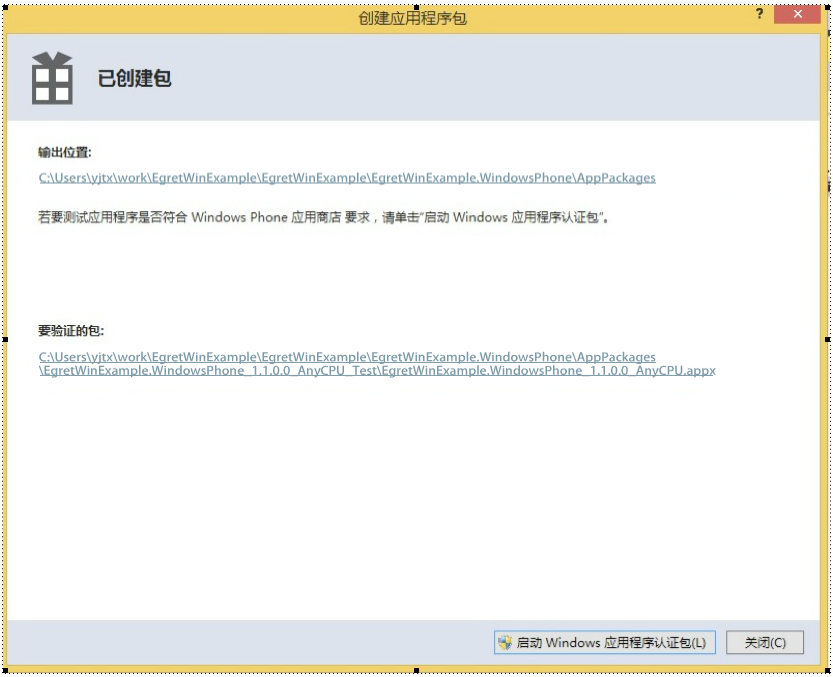 创建应用程序包
?
已创建包
输出位置:
C:\Users\yjtx\work\EgretWinExample\EgretWinExample\EgretWinExample.WindowsPhone\AppPackages
若要测试应用程序是否符合 Windows Phone 应用商店 要求，请单击"启动 Windows 应用程序认证包"。
要验证的包:
C:\Users\yjtx\work\EgretWinExample\EgretWinExample\EgretWinExample.WindowsPhone\AppPackages
\EgretWinExample.WindowsPhone_1.1.0.0_AnyCPU_Test\EgretWinExample.WindowsPhone_1.1.0.0_AnyCPU.appx
启动 Windows 应用程序认证包(L)
关闭(C)